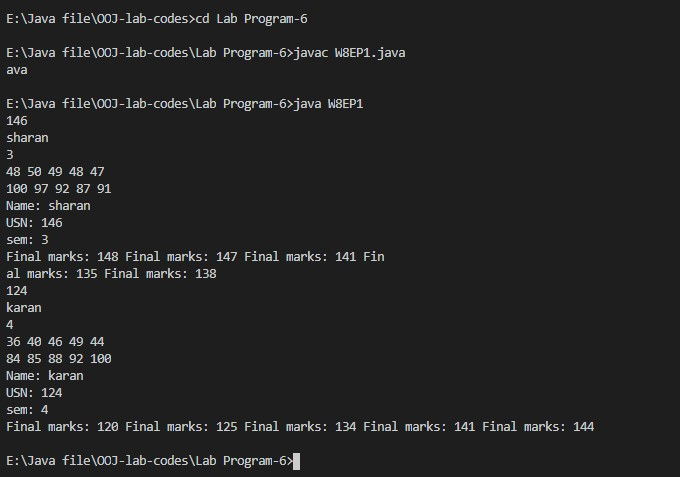 E:\Java file\OOJ-lab-codes>cd Lab Program-6
E:\Java file\OOJ-lab-codes\Lab Program-6>javac W8EP1.java
ava
E:\Java file\OOJ-lab-codes\Lab Program-6>java W8EP1
146
sharan
3
48 50 49 48 47
100 97 92 87 91
Name: sharan
USN: 146
sem: 3
Final marks: 148 Final marks: 147 Final marks: 141 Fin
al marks: 135 Final marks: 138
124
karan
4
36 40 46 49 44
84 85 88 92 100
Name: karan
USN: 124
sem: 4
Final marks: 120 Final marks: 125 Final marks: 134 Final marks: 141 Final marks: 144
E:\Java file\OOJ-lab-codes\Lab Program-6>